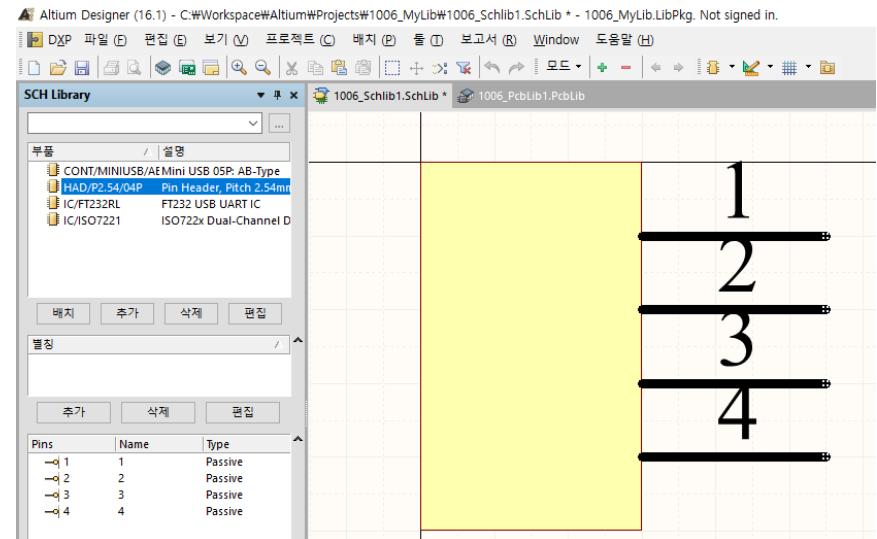 Altium Designer (16.1) - C:₩Workspace₩Altium₩Projects₩1006_MyLib₩1006_Schlib1.SchLib * - 1006_MyLib.LibPkg. Not signed in.
DXP 파일 (F) 편집 (E) 보기 (V) 프로젝트 (C) 배치 (P) 툴 (T) 보고서 (R) Window 도움말 (H)
모드
SCH Library
1006_Schlib1.SchLib * 1006_PcbLib1.PcbLib
...
부품 / 설명
CONT/MINIUSB/AE Mini USB 05P: AB-Type
HAD/P2.54/04P Pin Header, Pitch 2.54mm
IC/FT232RL FT232 USB UART IC
IC/ISO7221 ISO722x Dual-Channel D
배치 추가 삭제 편집
별칭 /
추가 삭제 편집
Pins Name Type
1 1 Passive
2 2 Passive
3 3 Passive
4 4 Passive
1
2
3
4